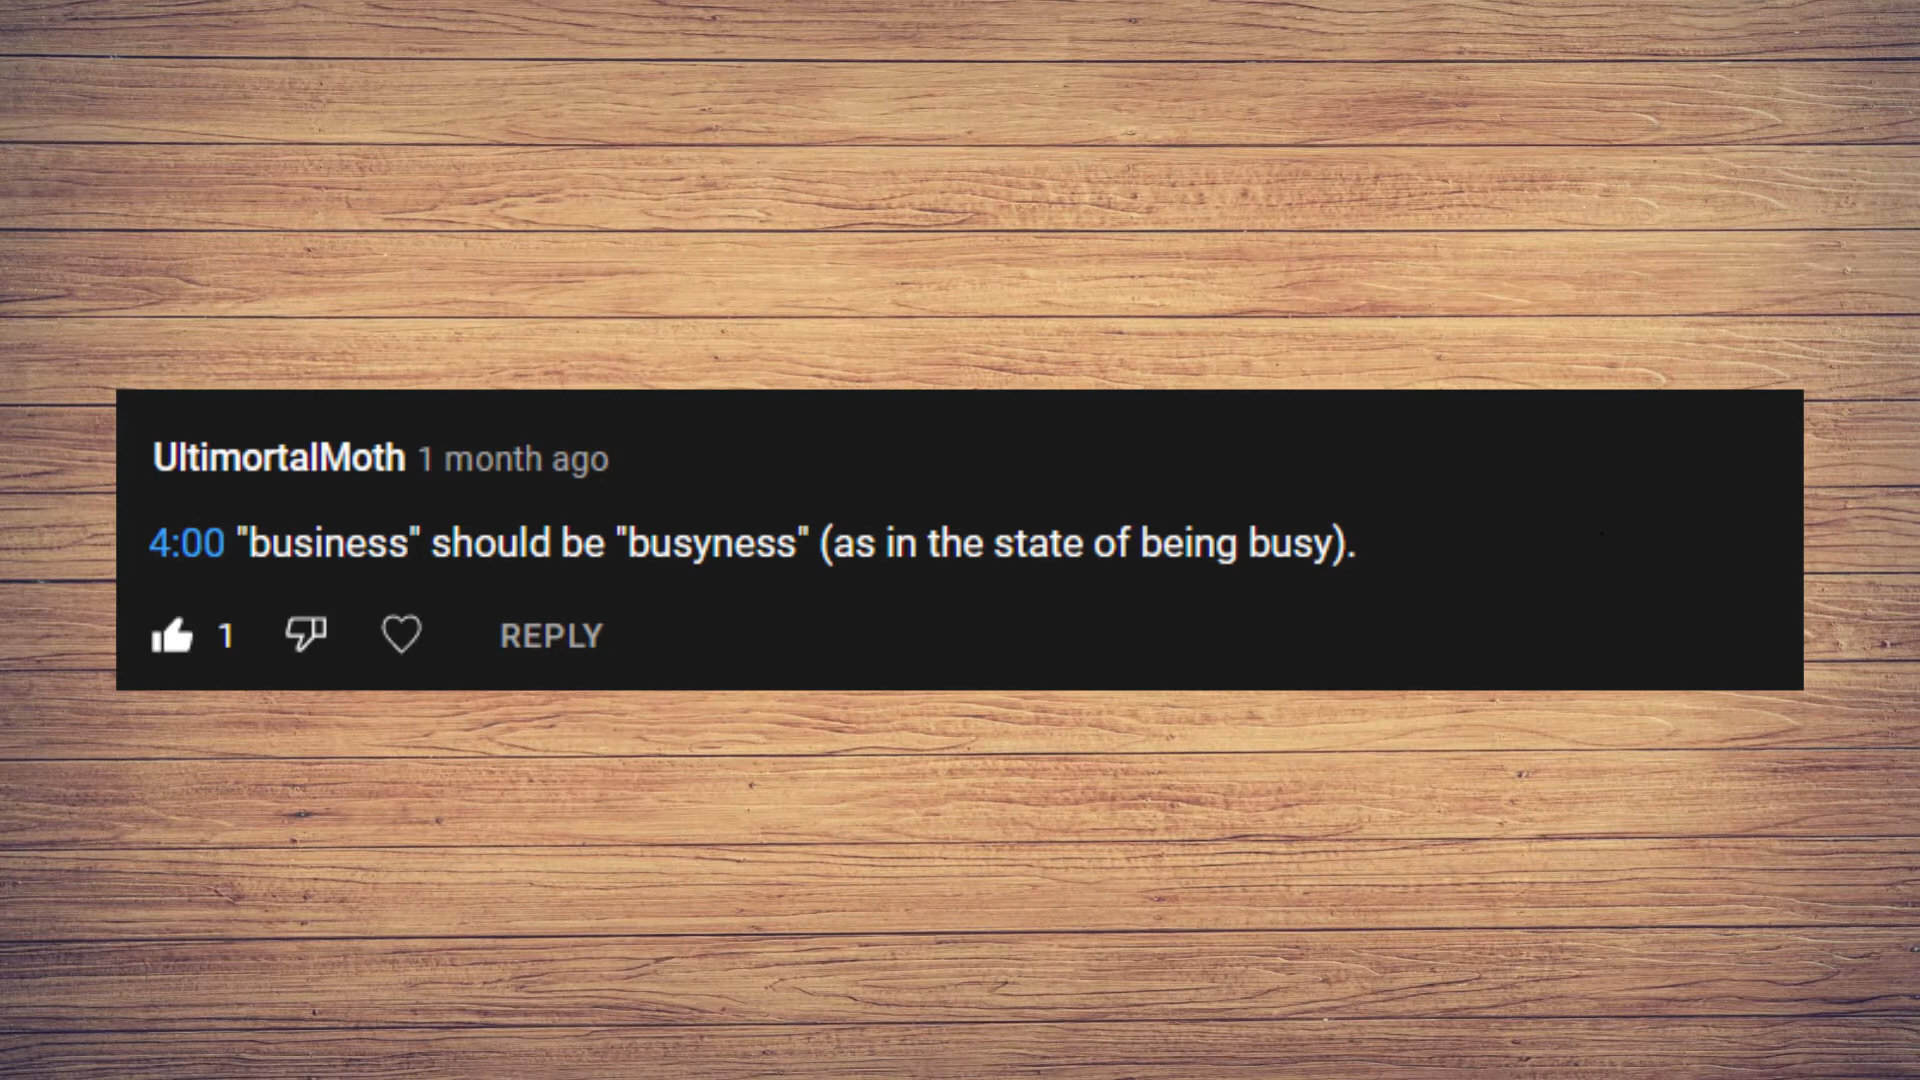 UltimortalMoth 1 month ago
4:00 "business" should be "busyness" (as in the state of being busy).
1 REPLY